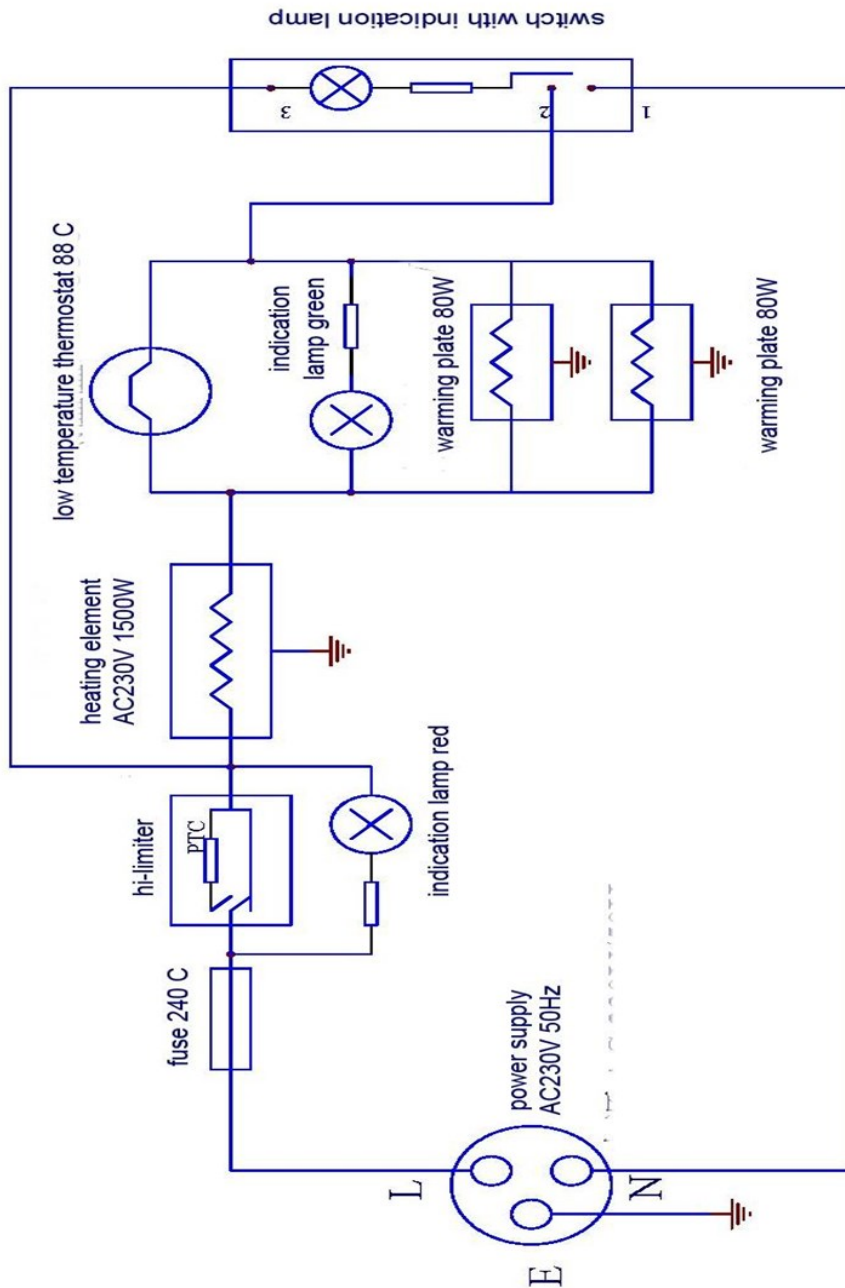 switch with indication lamp
3
2
1
low temperature thermostat 88 C
indication
lamp green
warming plate 80W
warming plate 80W
heating element
AC230V 1500W
hi-limiter
PTC
indication lamp red
fuse 240 C
power supply
AC230V 50Hz
L
N
E